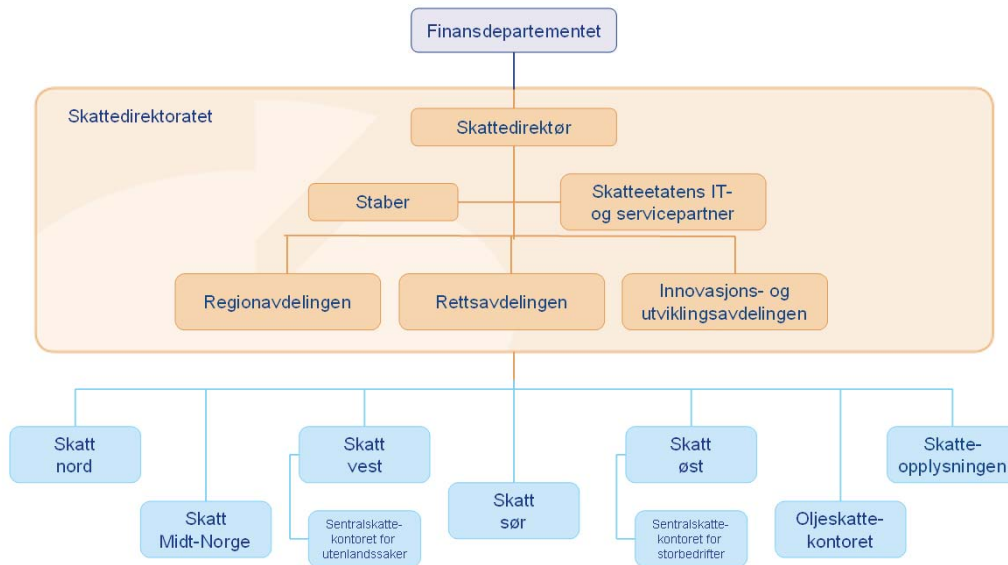 Finansdepartementet
Skattedirektoratet
Skattedirektør
Staber
Skatteetatens IT-
og servicepartner
Regionavdelingen
Rettsavdelingen
Innovasjons- og
utviklingsavdelingen
Skatt
nord
Skatt
Midt-Norge
Skatt
vest
Sentralskatte-
kontoret for
utenlandssaker
Skatt
sør
Skatt
øst
Sentralskatte-
kontoret for
storbedrifter
Oljeskatte-
kontoret
Skatte-
opplysningen